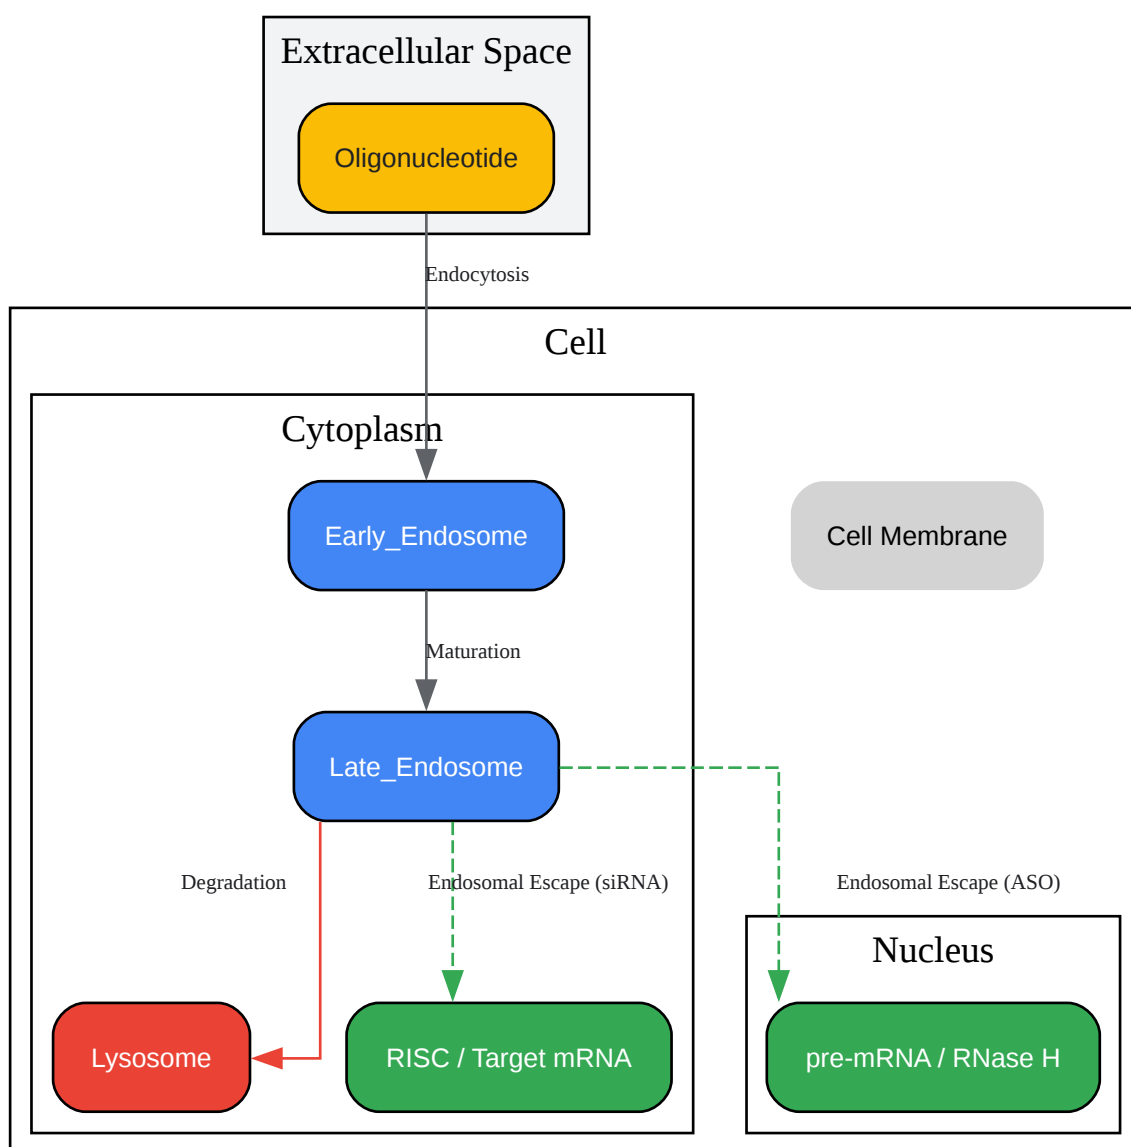 Extracellular Space
Oligonucleotide
Endocytosis
Cell
Cytoplasm
Early_Endosome
Cell Membrane
Maturation
Late_Endosome
Degradation
Endosomal Escape (siRNA)
Endosomal Escape (ASO)
Nucleus
Lysosome
RISC / Target mRNA
pre-mRNA / RNase H